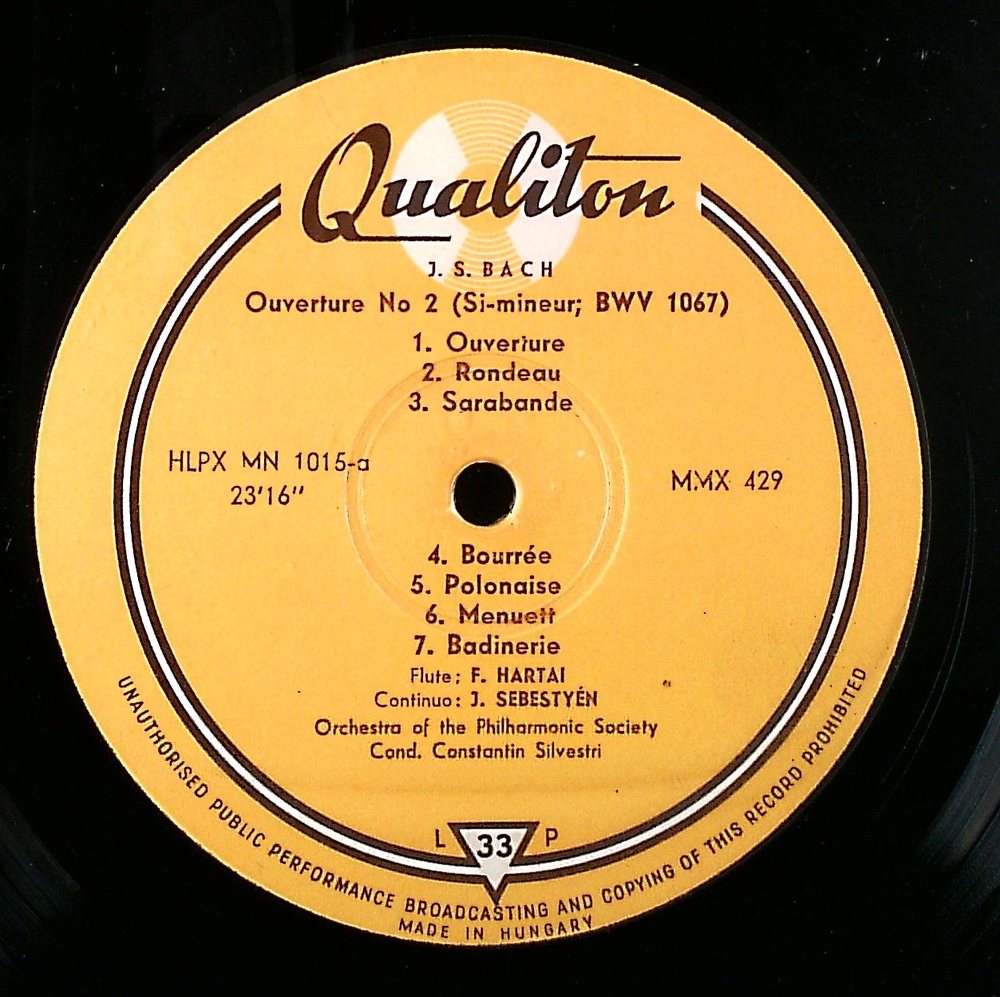 Qualiton
J. S. BACH
Ouverture No 2 (Si-mineur; BWV 1067)
1. Ouverture
2. Rondeau
3. Sarabande
HLPX MN 1015-a
23'16"
MMX 429
4. Bourrée
5. Polonaise
6. Menuett
7. Badinerie
Flute: F. HARTAI
Continuo: J. SEBESTYÉN
Orchestra of the Philharmonic Society
Cond. Constantin Silvestri
L 33 P
UNAUTHORISED PUBLIC PERFORMANCE BROADCASTING AND COPYING OF THIS RECORD PROHIBITED
MADE IN HUNGARY